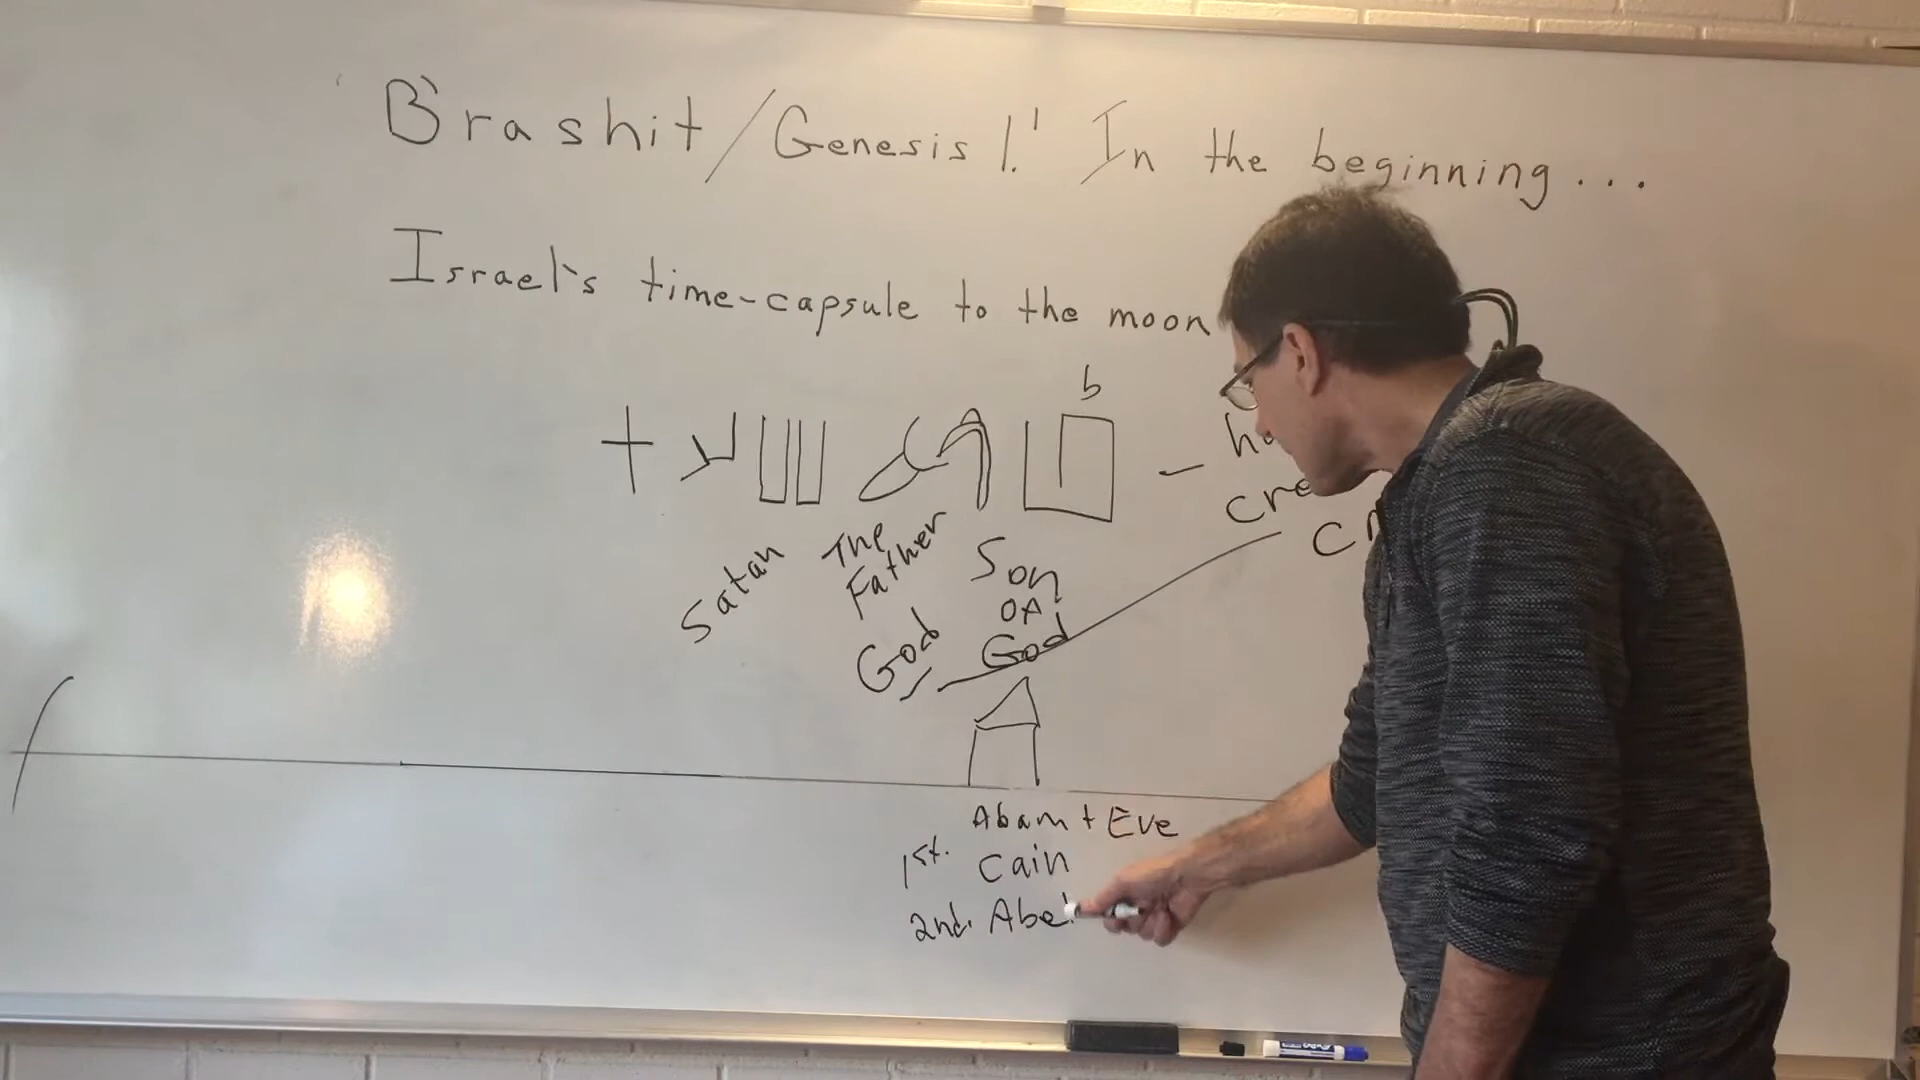 B'rashit/Genesis 1:1 In the beginning...
Israel's time-capsule to the moon
b
Satan
The
Father
God
Son
of
God
Adam + Eve
1st. Cain
2nd. Abel